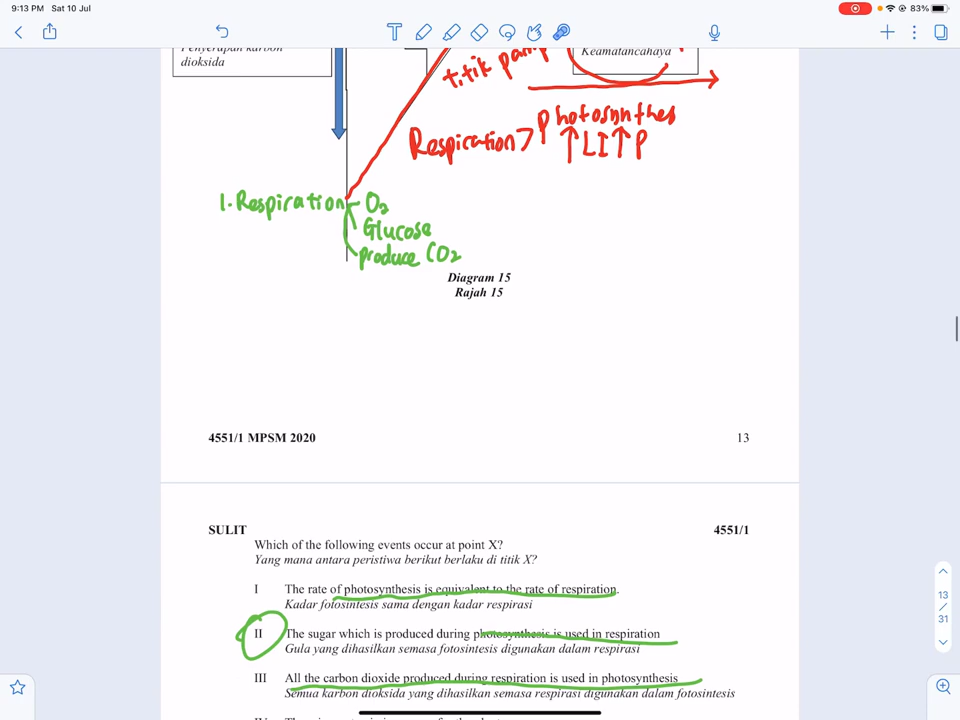 9:13 PM Sat 10 Jul
83%
Penyerapan karbon
dioksida
Keamatancahaya
titik
Respiration > Photosynthes
↑LI↑P
1. Respiration O₂
Glucose
produce CO₂
Diagram 15
Rajah 15
4551/1 MPSM 2020
13
SULIT
4551/1
Which of the following events occur at point X?
Yang mana antara peristiwa berikut berlaku di titik X?
I The rate of photosynthesis is equivalent to the rate of respiration.
Kadar fotosintesis sama dengan kadar respirasi
II The sugar which is produced during photosynthesis is used in respiration
Gula yang dihasilkan semasa fotosintesis digunakan dalam respirasi
III All the carbon dioxide produced during respiration is used in photosynthesis
Semua karbon dioksida yang dihasilkan semasa respirasi digunakan dalam fotosintesis
13
/
31